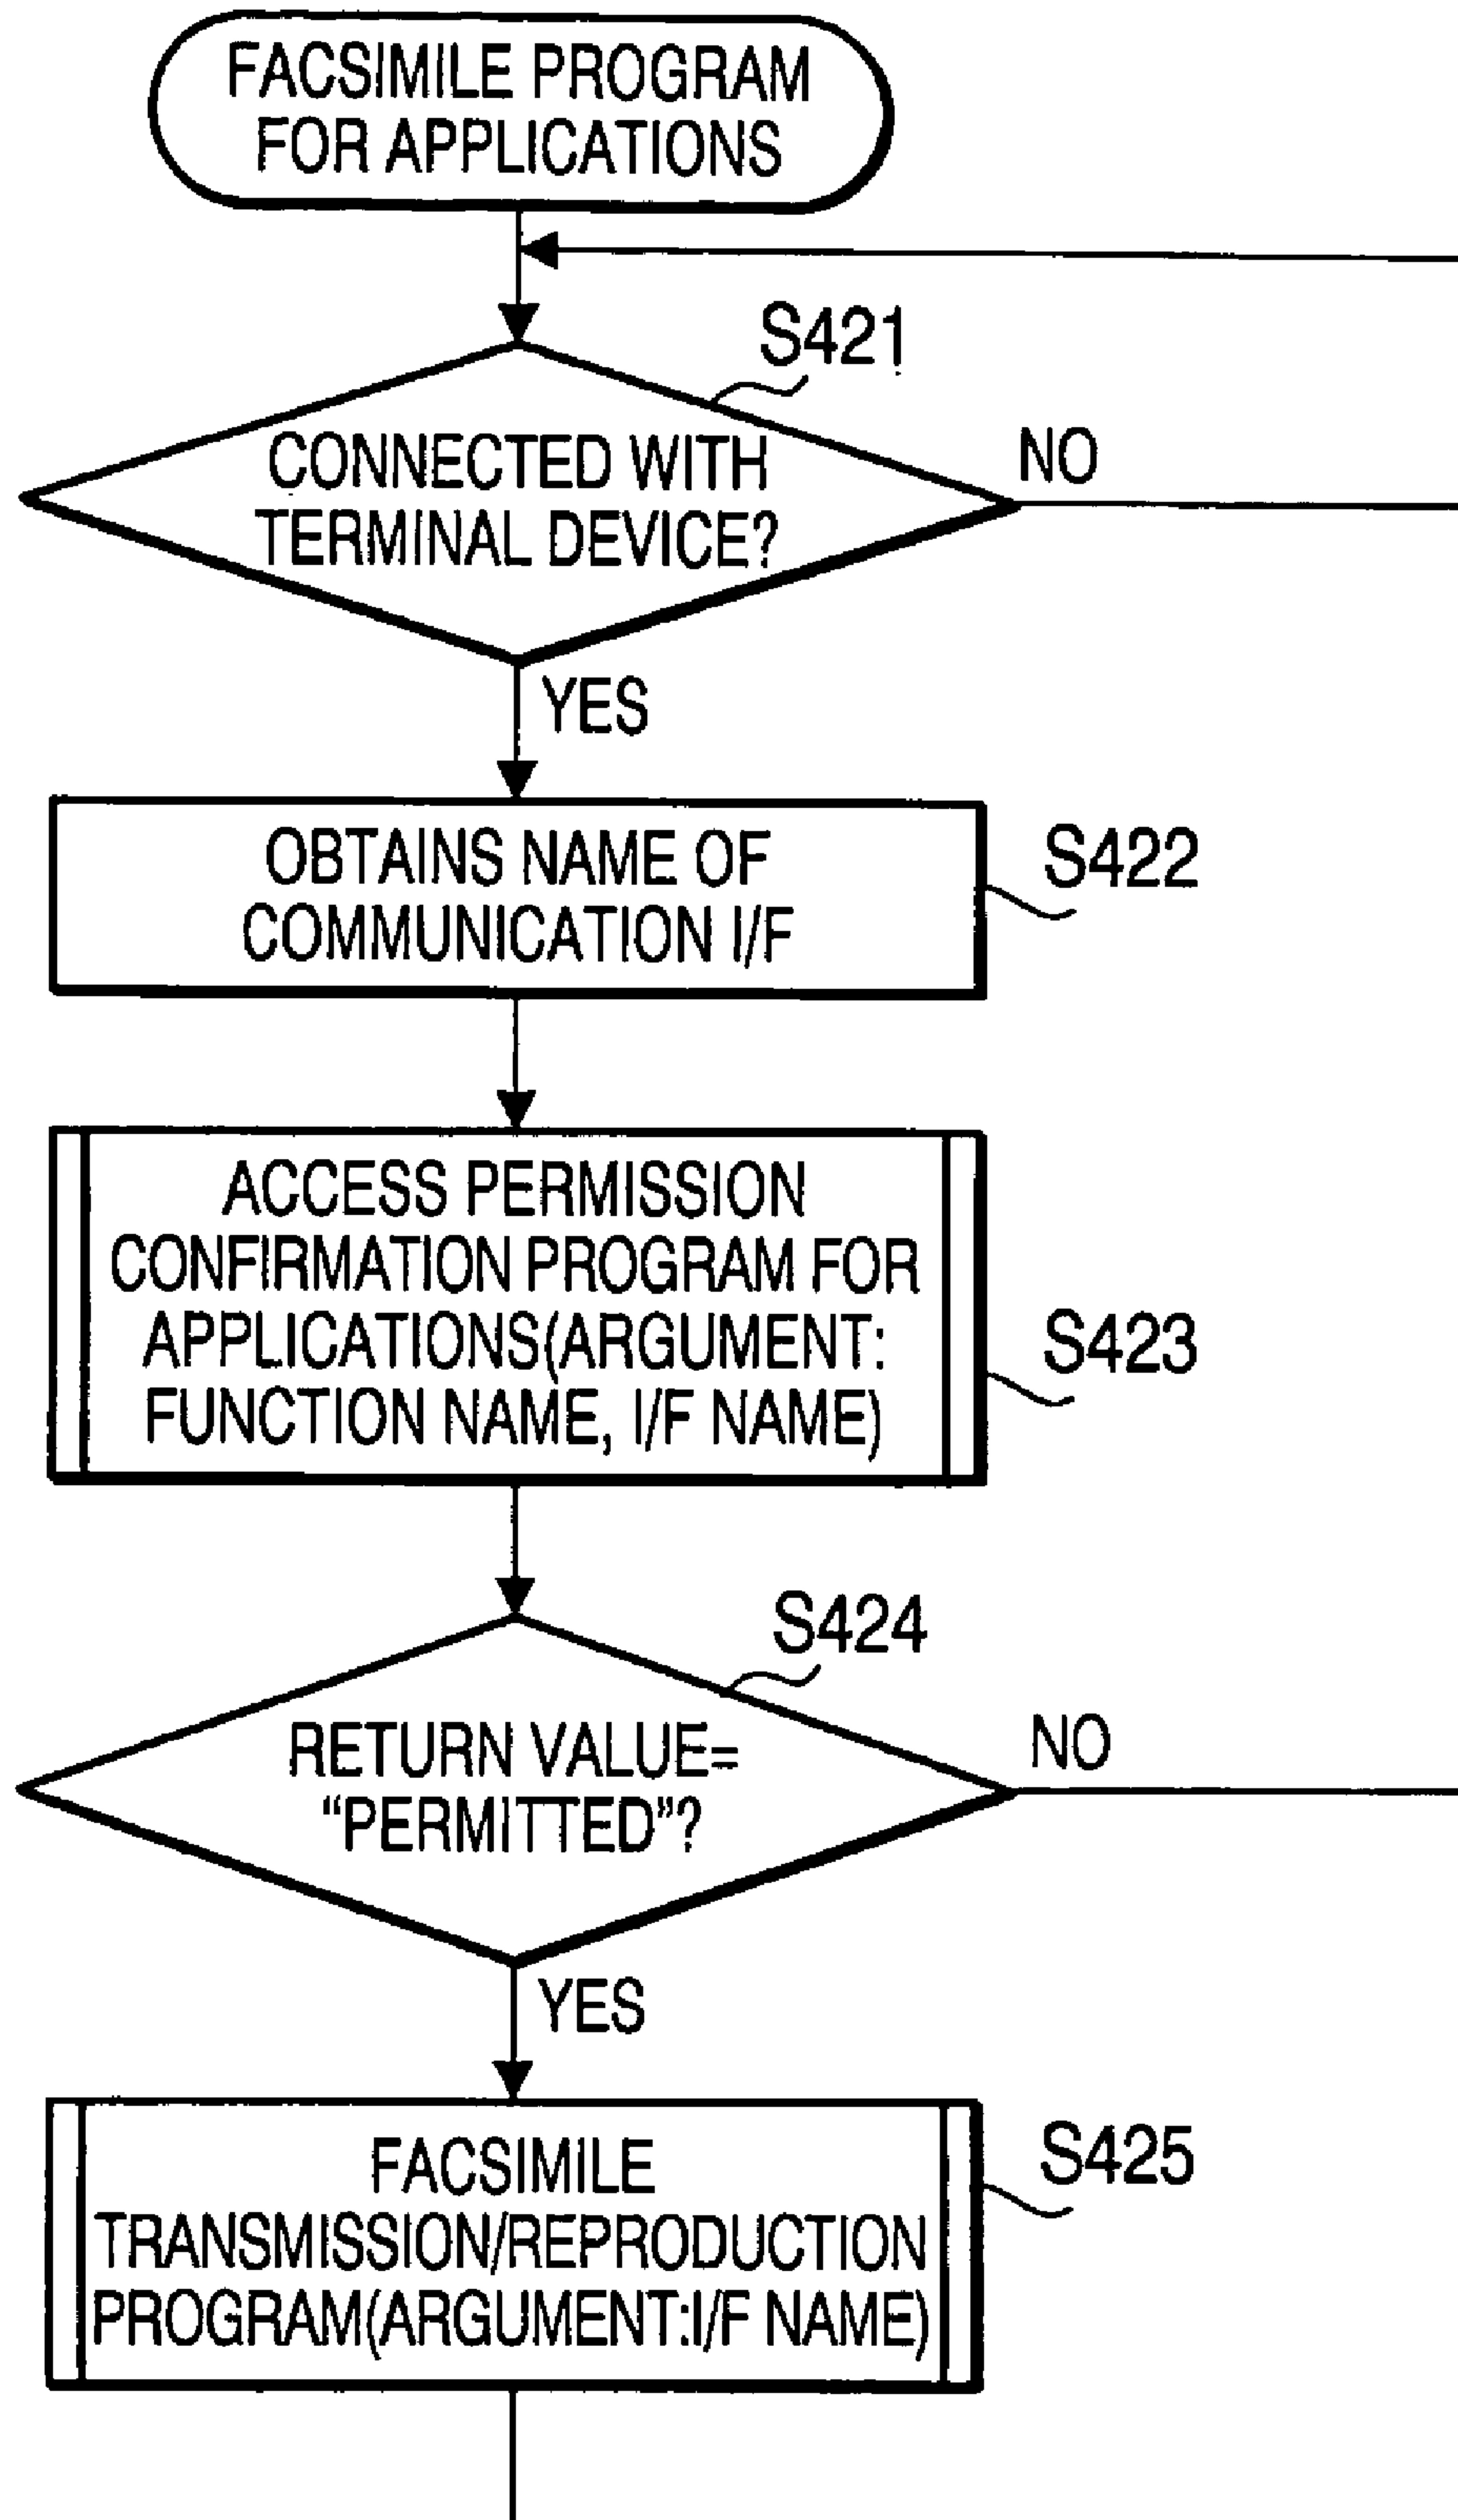 FACSIMILE PROGRAM
FOR APPLICATIONS
S421
CONNECTED WITH
TERMINAL DEVICE?
NO
YES
OBTAINS NAME OF
COMMUNICATION I/F
S422
ACCESS PERMISSION
CONFIRMATION PROGRAM FOR
APPLICATIONS(ARGUMENT:
FUNCTION NAME, I/F NAME)
S423
S424
RETURN VALUE=
“PERMITTED”?
NO
YES
FACSIMILE
TRANSMISSION/REPRODUCTION
PROGRAM(ARGUMENT:I/F NAME)
S425